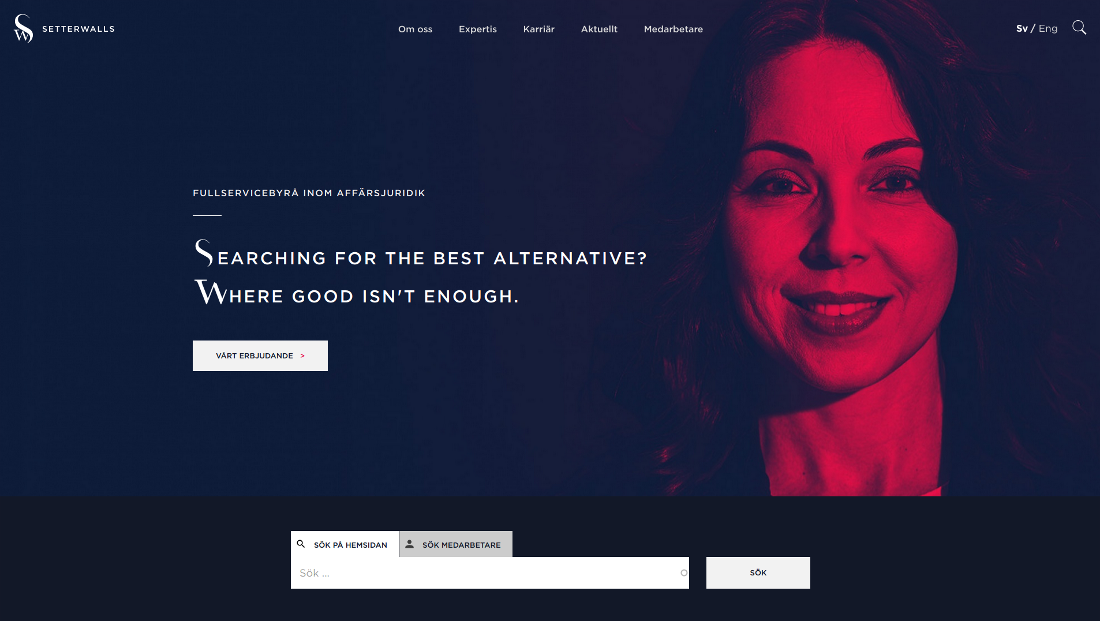 SW SETTERWALLS
Om oss Expertis Karriär Aktuellt Medarbetare
Sv / Eng
FULLSERVICEBYRÅ INOM AFFÄRSJURIDIK
SEARCHING FOR THE BEST ALTERNATIVE?
WHERE GOOD ISN'T ENOUGH.
VÅRT ERBJUDANDE >
SÖK PÅ HEMSIDAN SÖK MEDARBETARE
Sök ...
SÖK